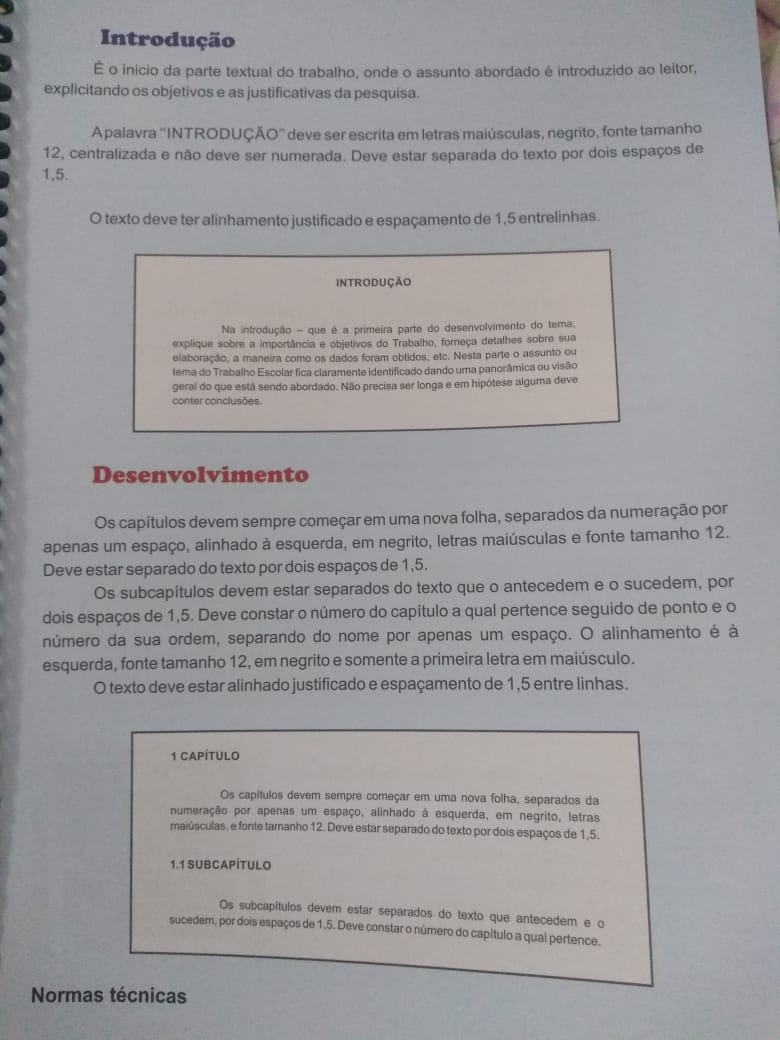 Introdução
É o início da parte textual do trabalho, onde o assunto abordado é introduzido ao leitor,
explicitando os objetivos e as justificativas da pesquisa.
A palavra "INTRODUÇÃO" deve ser escrita em letras maiúsculas, negrito, fonte tamanho
12, centralizada e não deve ser numerada. Deve estar separada do texto por dois espaços de
1,5.
O texto deve ter alinhamento justificado e espaçamento de 1,5 entrelinhas.
INTRODUÇÃO
Na introdução – que é a primeira parte do desenvolvimento do tema,
explique sobre a importância e objetivos do Trabalho, forneça detalhes sobre sua
elaboração, a maneira como os dados foram obtidos, etc. Nesta parte o assunto ou
tema do Trabalho Escolar fica claramente identificado dando uma panorâmica ou visão
geral do que está sendo abordado. Não precisa ser longa e em hipótese alguma deve
conter conclusões.
Desenvolvimento
Os capítulos devem sempre começar em uma nova folha, separados da numeração por
apenas um espaço, alinhado à esquerda, em negrito, letras maiúsculas e fonte tamanho 12.
Deve estar separado do texto por dois espaços de 1,5.
Os subcapítulos devem estar separados do texto que o antecedem e o sucedem, por
dois espaços de 1,5. Deve constar o número do capítulo a qual pertence seguido de ponto e o
número da sua ordem, separando do nome por apenas um espaço. O alinhamento é à
esquerda, fonte tamanho 12, em negrito e somente a primeira letra em maiúsculo.
O texto deve estar alinhado justificado e espaçamento de 1,5 entre linhas.
1 CAPÍTULO
Os capítulos devem sempre começar em uma nova folha, separados da
numeração por apenas um espaço, alinhado à esquerda, em negrito, letras
maiúsculas, e fonte tamanho 12. Deve estar separado do texto por dois espaços de 1,5.
1.1 SUBCAPÍTULO
Os subcapítulos devem estar separados do texto que antecedem e o
sucedem, por dois espaços de 1,5. Deve constar o número do capítulo a qual pertence.
Normas técnicas